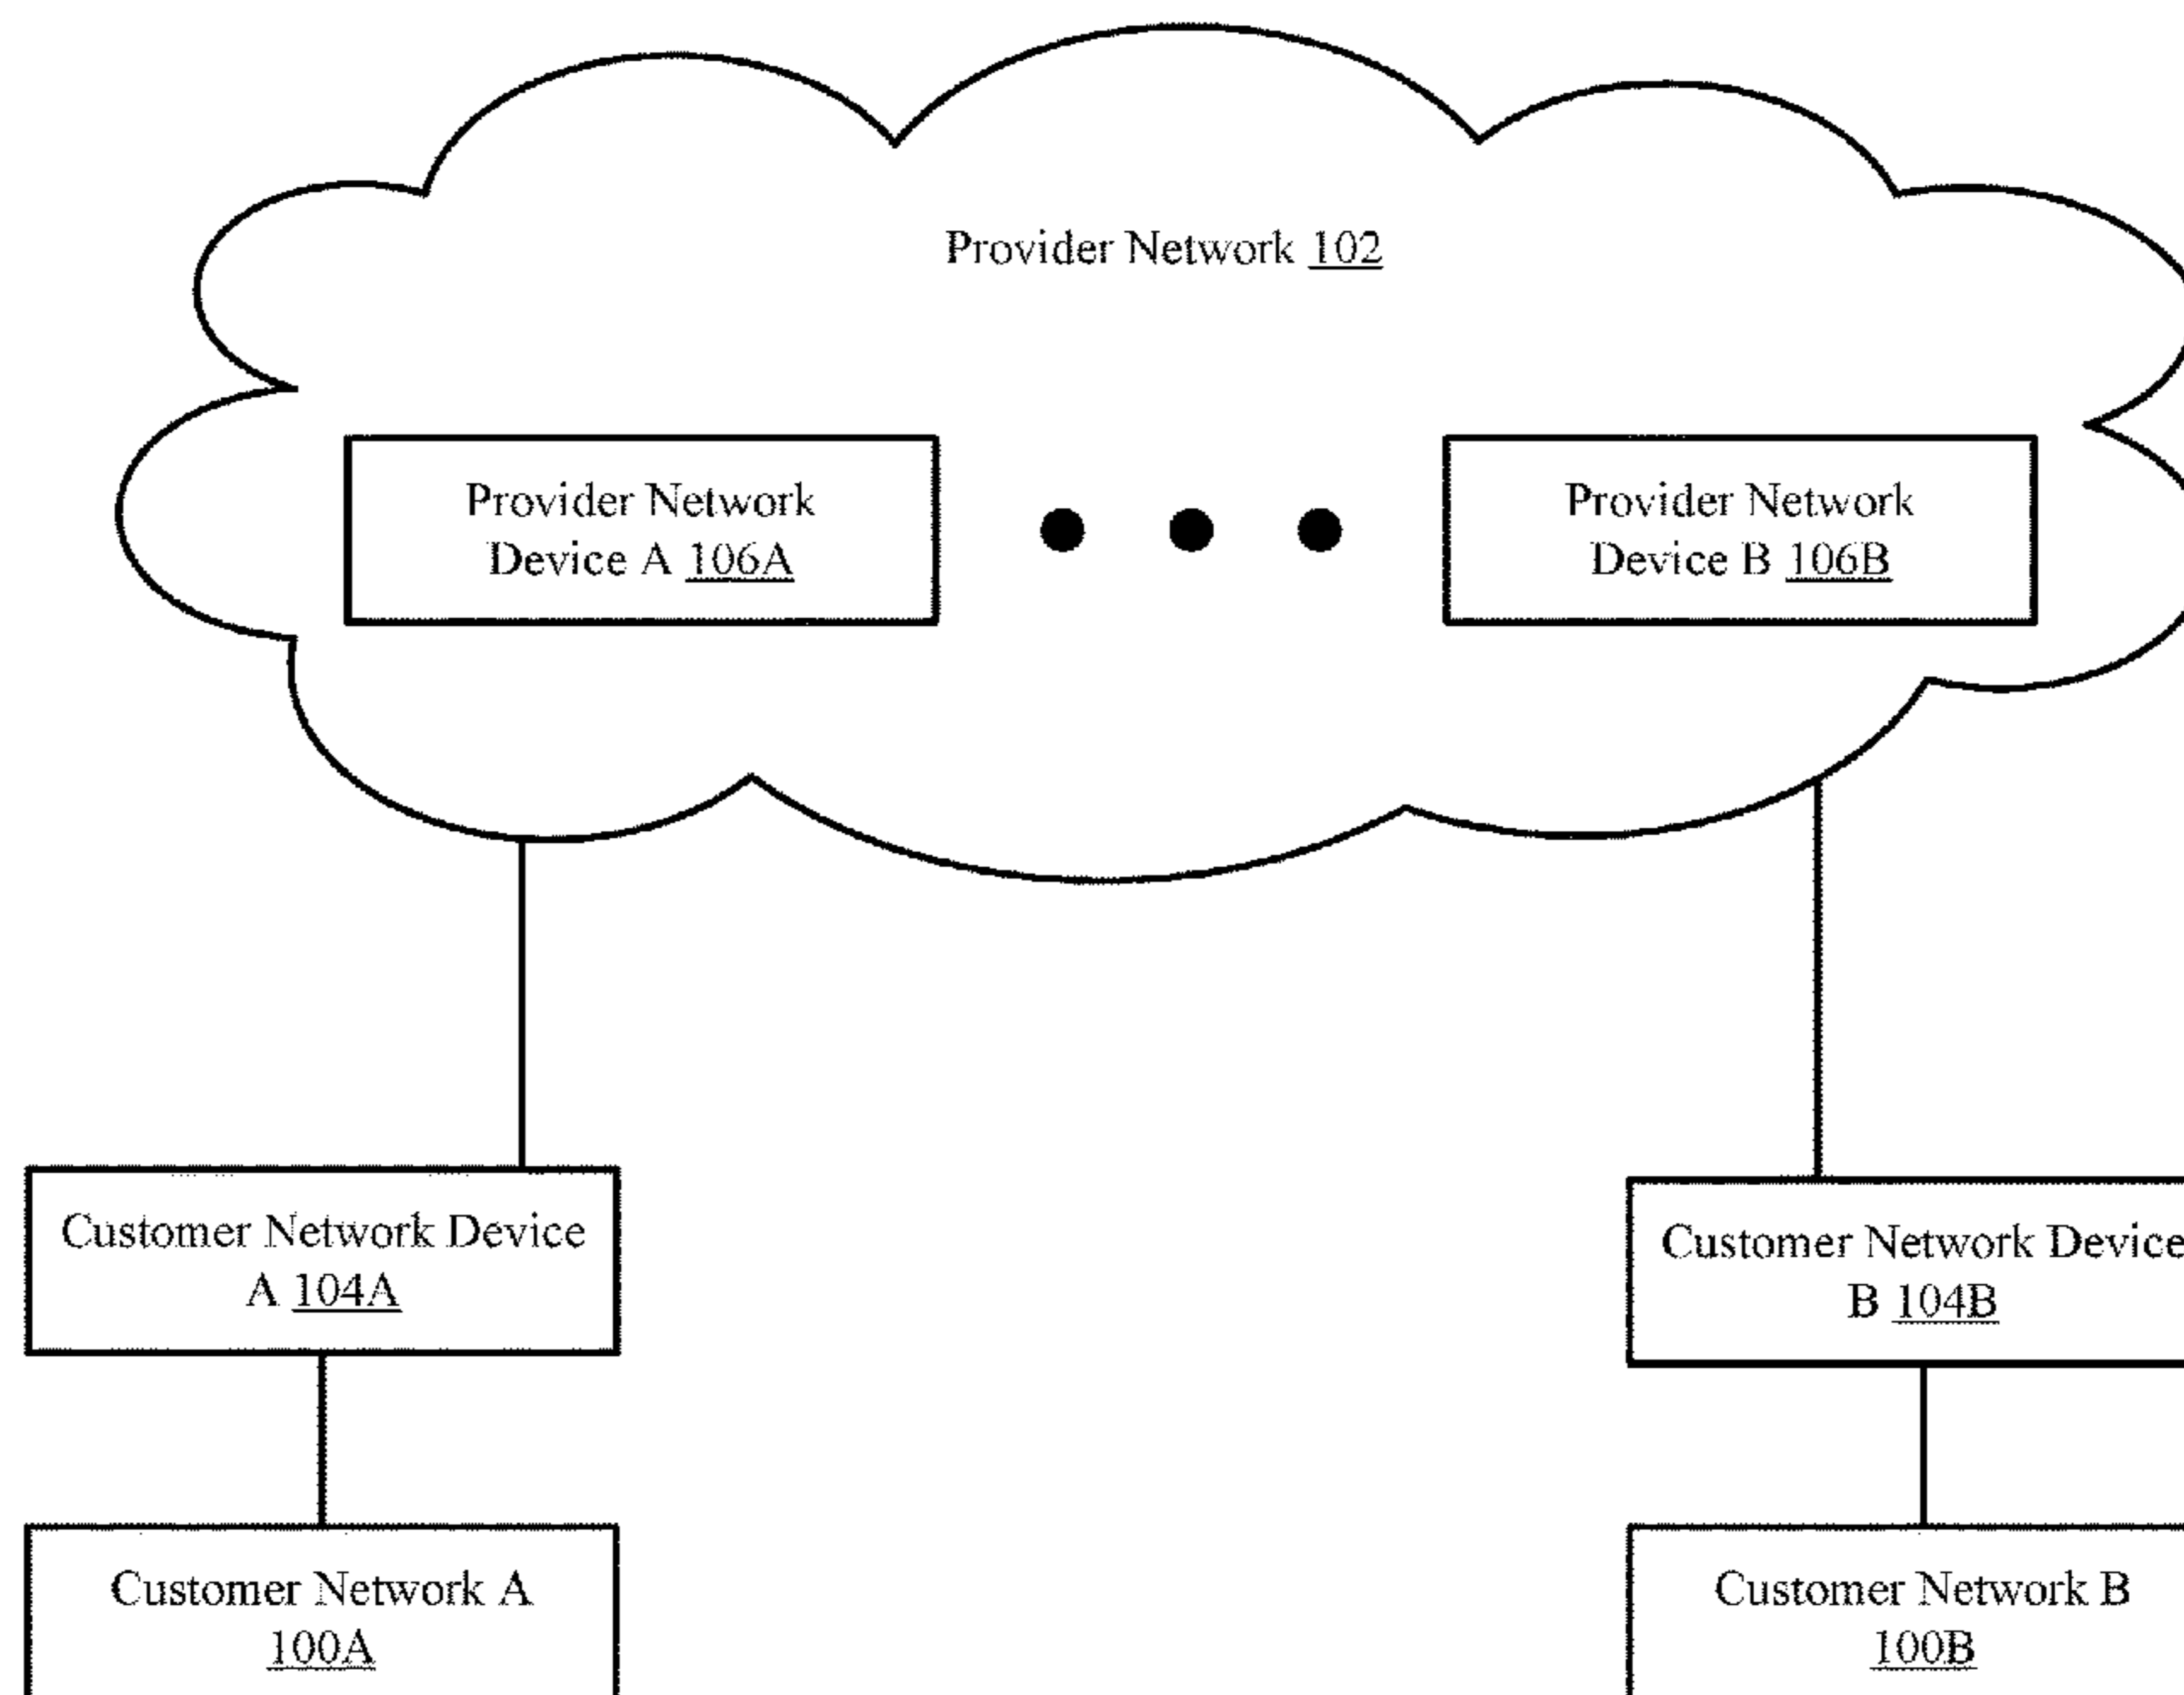 Provider Network 102
Provider Network
Device A 106A
Provider Network
Device B 106B
Customer Network Device
A 104A
Customer Network Device
B 104B
Customer Network A
100A
Customer Network B
100B